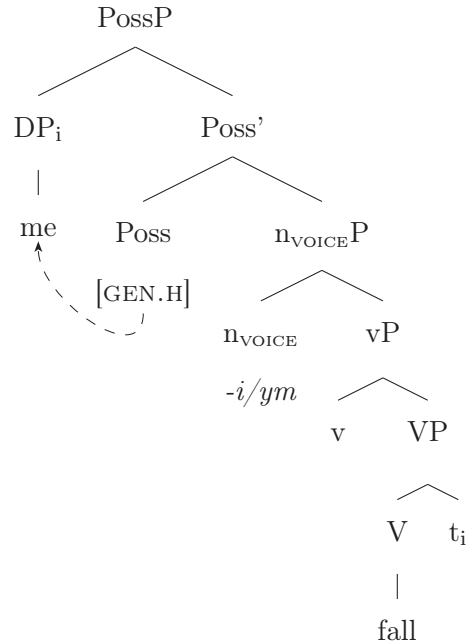 PossP
DPi Poss’
me Poss nVOICEP
[GEN.H]
nVOICE vP
-i/ym
v VP
V ti
fall